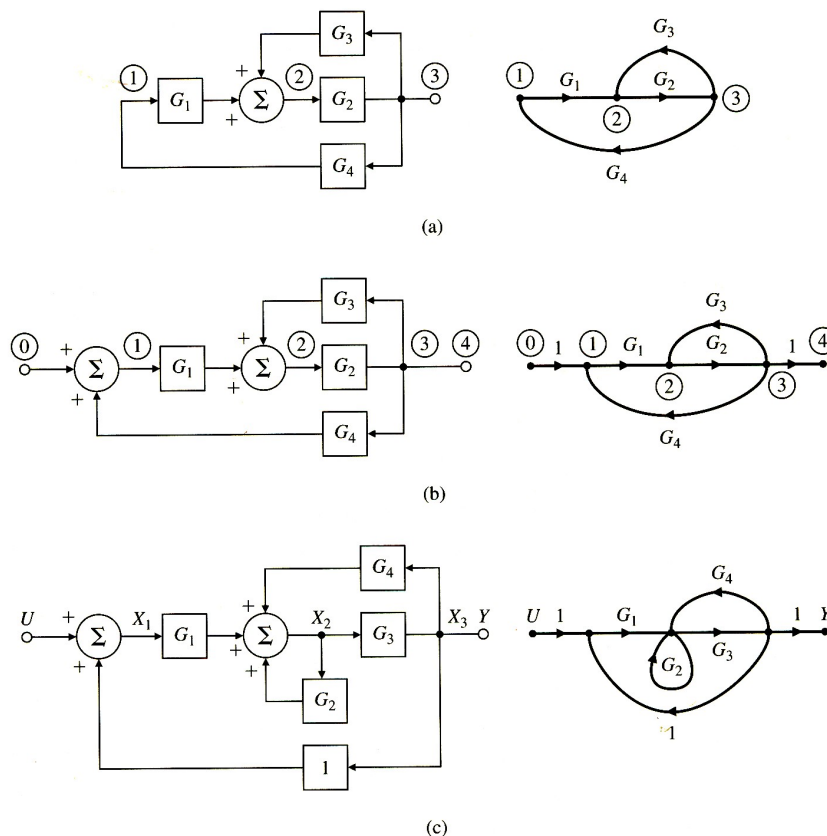 G3
1 G1 + + Σ 2 G2 3
G4
G3
1 G1 2 G2 3
G4
(a)
G3
0 + + Σ 1 G1 + + Σ 2 G2 3 4
G4
G3
0 1 1 G1 2 G2 3 1 4
G4
(b)
G4
U + + Σ X1 G1 + + + Σ X2 G3 X3 Y
G2
1
G4
U 1 G1 G2 G3 1 Y
1
(c)